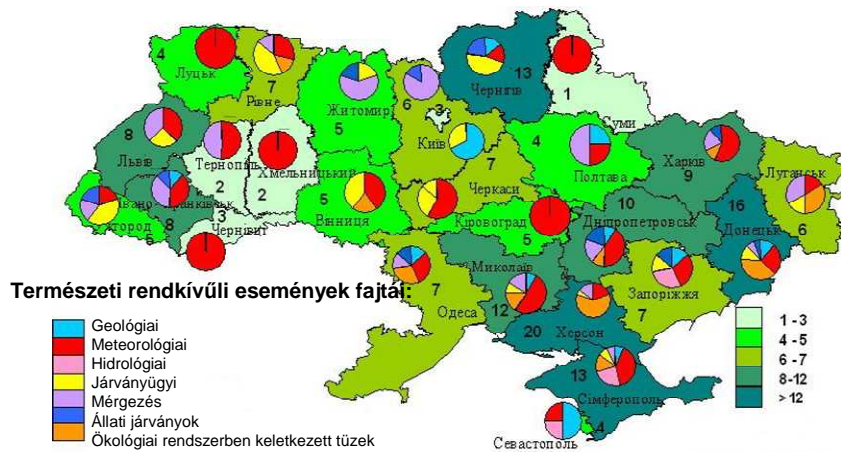 4
Луцьк
7
Рівне
Житомир
5
6
3
Київ
13
Чернігів
1
Суми
8
Львів
Тернопіль
2
Хмельницький
2
5
Вінниця
7
Черкаси
4
Полтава
Харків
9
Луганськ
6
Івано-Франківськ
8
Ужгород
5
3
Чернівці
Кіровоград
5
10
Дніпропетровськ
16
Донецьк
Миколаїв
12
Одеса
7
Запоріжжя
7
20
Херсон
13
Сімферополь
4
Севастополь
Természeti rendkívűli események fajtái:
Geológiai
Meteorológiai
Hidrológiai
Járványügyi
Mérgezés
Állati járványok
Ökológiai rendszerben keletkezett tüzek
1 - 3
4 - 5
6 - 7
8-12
> 12